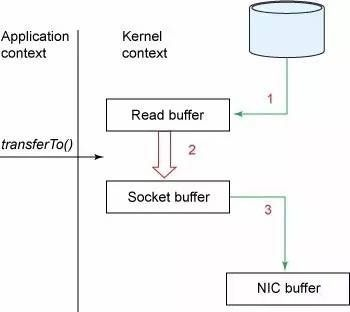 Application
context
Kernel
context
1
Read buffer
transferTo()
2
Socket buffer
3
NIC buffer